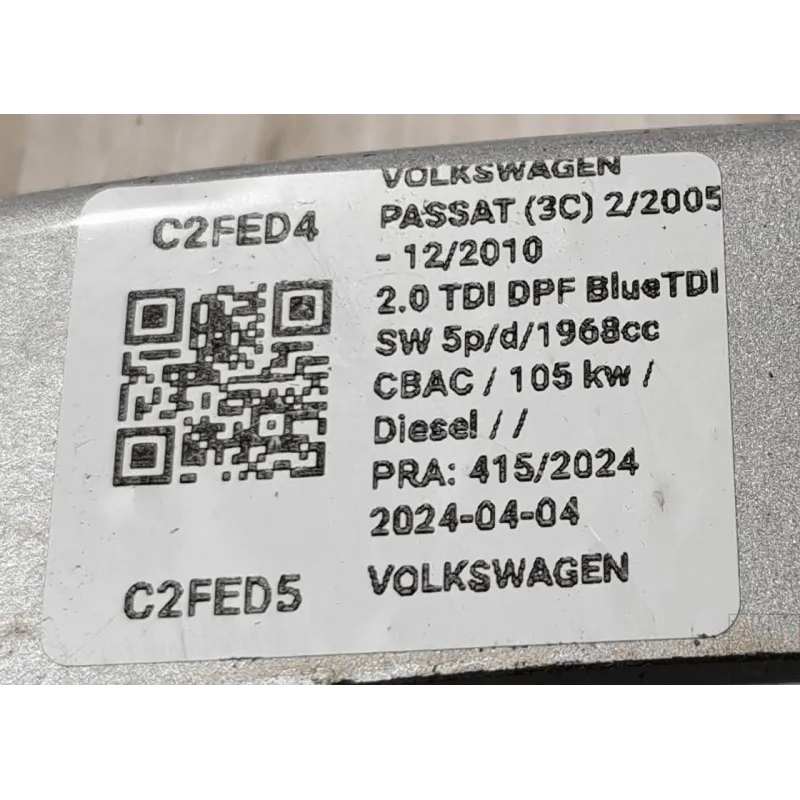 C2FED4
VOLKSWAGEN
PASSAT (3C) 2/2005
- 12/2010
2.0 TDI DPF BlueTDI
SW 5p/d/1968cc
CBAC / 105 kw /
Diesel / /
PRA: 415/2024
2024-04-04
C2FED5
VOLKSWAGEN